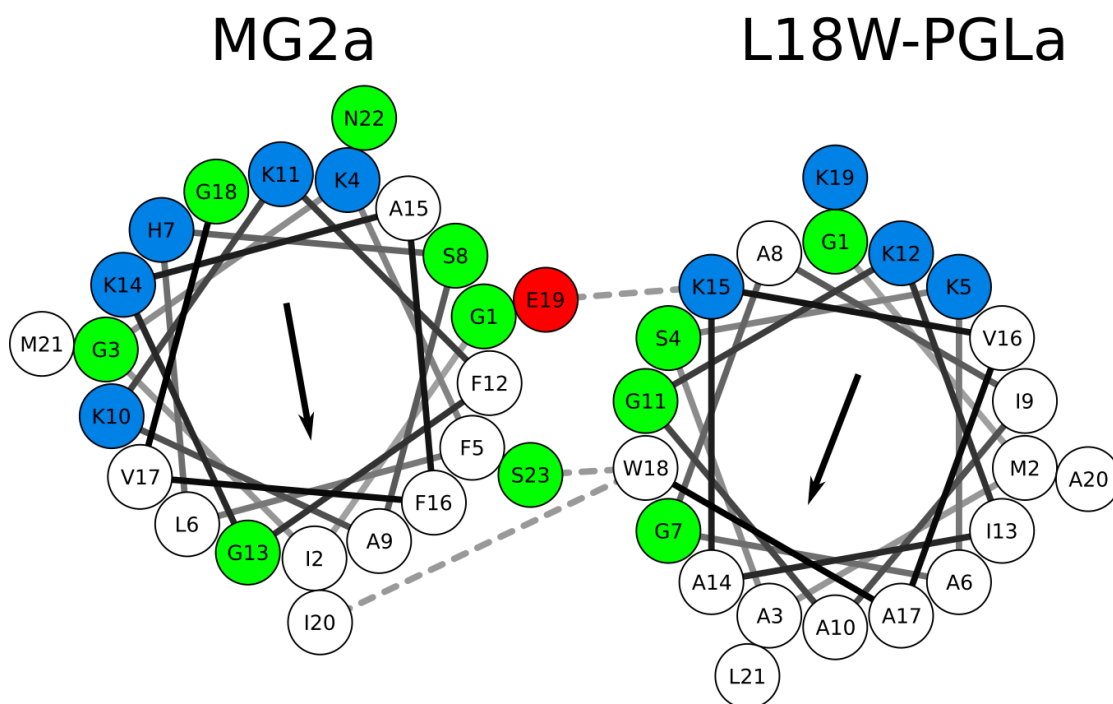 MG2a
L18W-PGLa
N22
K11
K4
G18
A15
H7
S8
K14
E19
G1
M21
G3
F12
K10
F5
V17
S23
F16
L6
A9
G13
I2
I20
K19
G1
A8
K12
K15
K5
S4
V16
G11
I9
W18
M2
A20
G7
I13
A14
A6
A3
A10
A17
L21